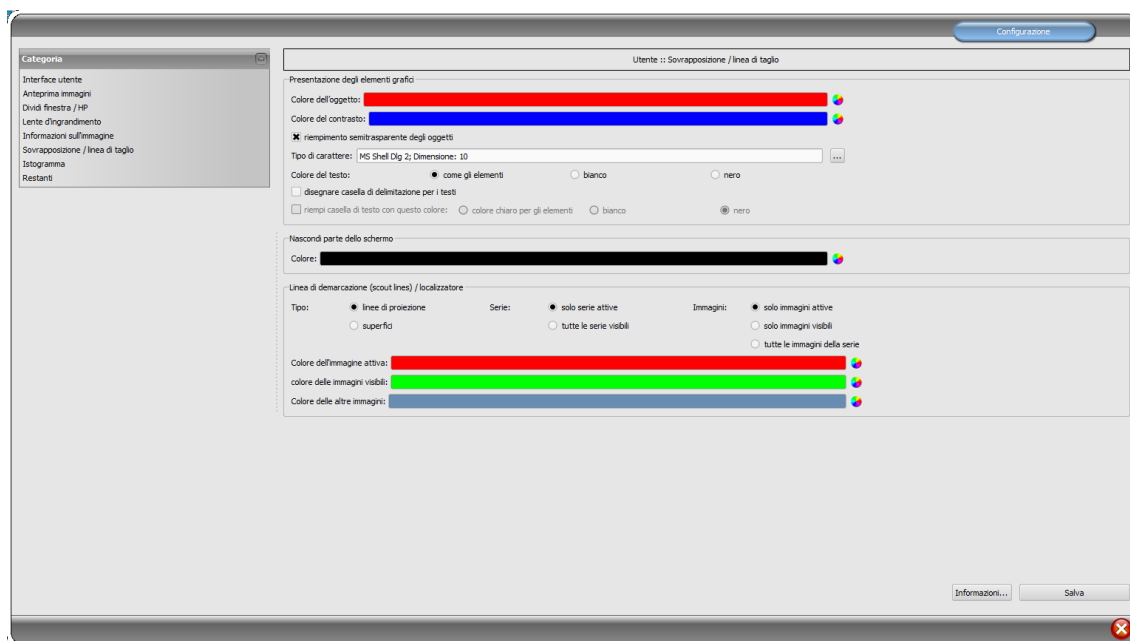 Configurazione
Categoria
Interface utente
Anteprima immagini
Dividi finestra / HP
Lente d'ingrandimento
Informazioni sull'immagine
Sovrapposizione / linea di taglio
Istogramma
Restanti
Utente :: Sovrapposizione / linea di taglio
Presentazione degli elementi grafici
Colore dell'oggetto:
Colore del contrasto:
riempimento semitrasparente degli oggetti
Tipo di carattere: MS Shell Dlg 2; Dimensione: 10 ...
Colore del testo: come gli elementi bianco nero
disegnare casella di delimitazione per i testi
riempi casella di testo con questo colore: colore chiaro per gli elementi bianco nero
Nascondi parte dello schermo
Colore:
Linea di demarcazione (scout lines) / localizzatore
Tipo: linee di proiezione Serie: solo serie attive Immagini: solo immagini attive
superfici tutte le serie visibili solo immagini visibili
tutte le immagini della serie
Colore dell'immagine attiva:
colore delle immagini visibili:
Colore delle altre immagini:
Informazioni... Salva